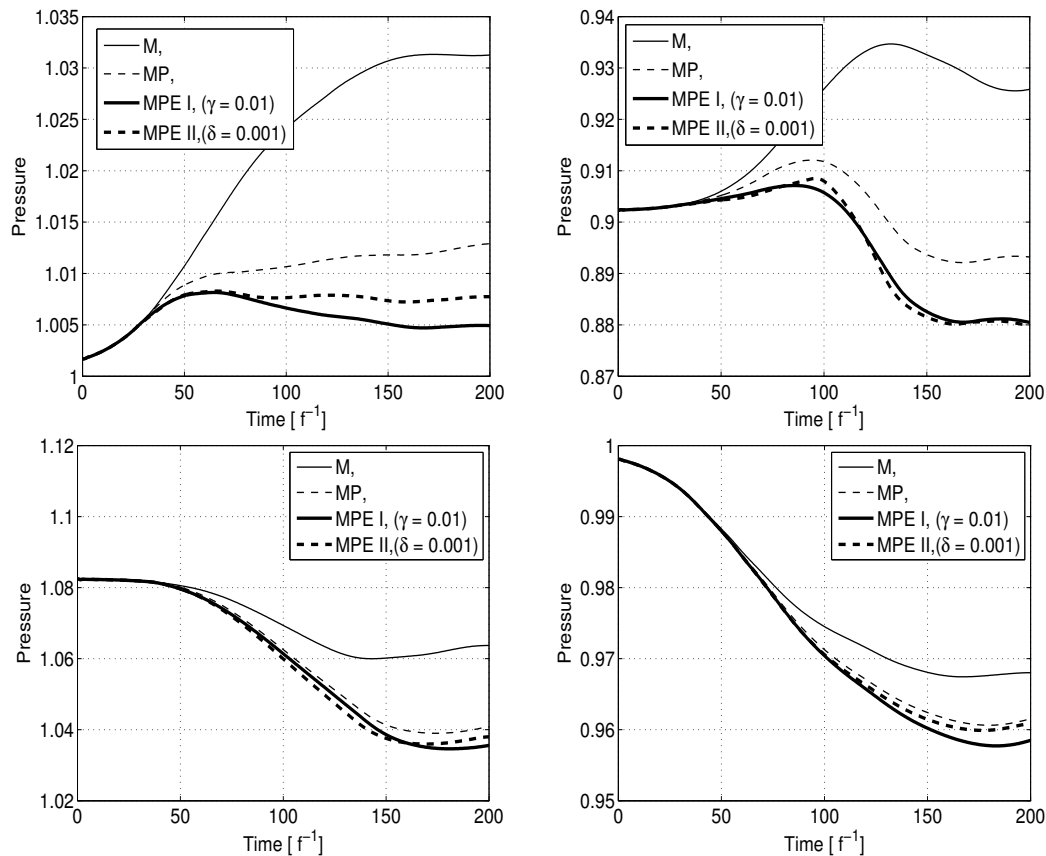 1.035
1.03
1.025
1.02
1.015
1.01
1.005
1
Pressure
M,
MP,
MPE I, (γ = 0.01)
MPE II,(δ = 0.001)
0 50 100 150 200
Time [ f⁻¹]
0.94
0.93
0.92
0.91
0.9
0.89
0.88
0.87
Pressure
M,
MP,
MPE I, (γ = 0.01)
MPE II,(δ = 0.001)
0 50 100 150 200
Time [ f⁻¹]
1.12
1.1
1.08
1.06
1.04
1.02
Pressure
M,
MP,
MPE I, (γ = 0.01)
MPE II,(δ = 0.001)
0 50 100 150 200
Time [ f⁻¹]
1
0.99
0.98
0.97
0.96
0.95
Pressure
M,
MP,
MPE I, (γ = 0.01)
MPE II,(δ = 0.001)
0 50 100 150 200
Time [ f⁻¹]